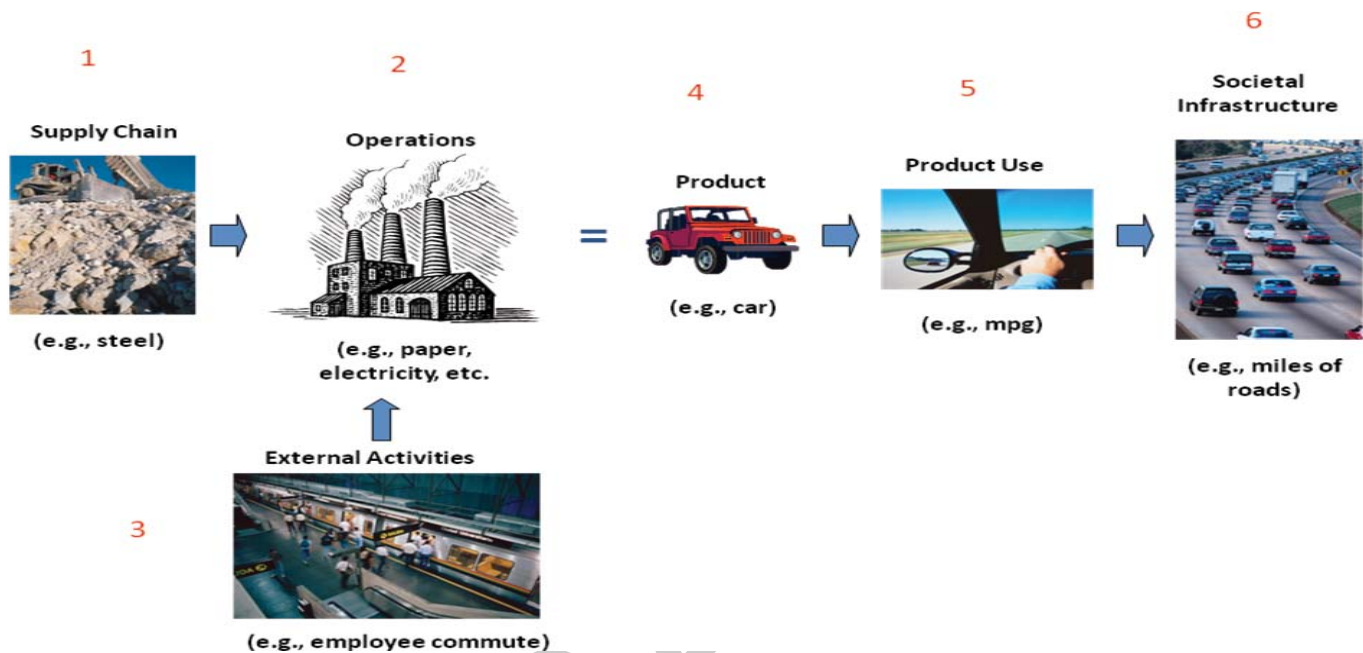 1
Supply Chain
(e.g., steel)
2
Operations
(e.g., paper,
electricity, etc.
3
External Activities
(e.g., employee commute)
=
4
Product
(e.g., car)
5
Product Use
(e.g., mpg)
6
Societal
Infrastructure
(e.g., miles of
roads)